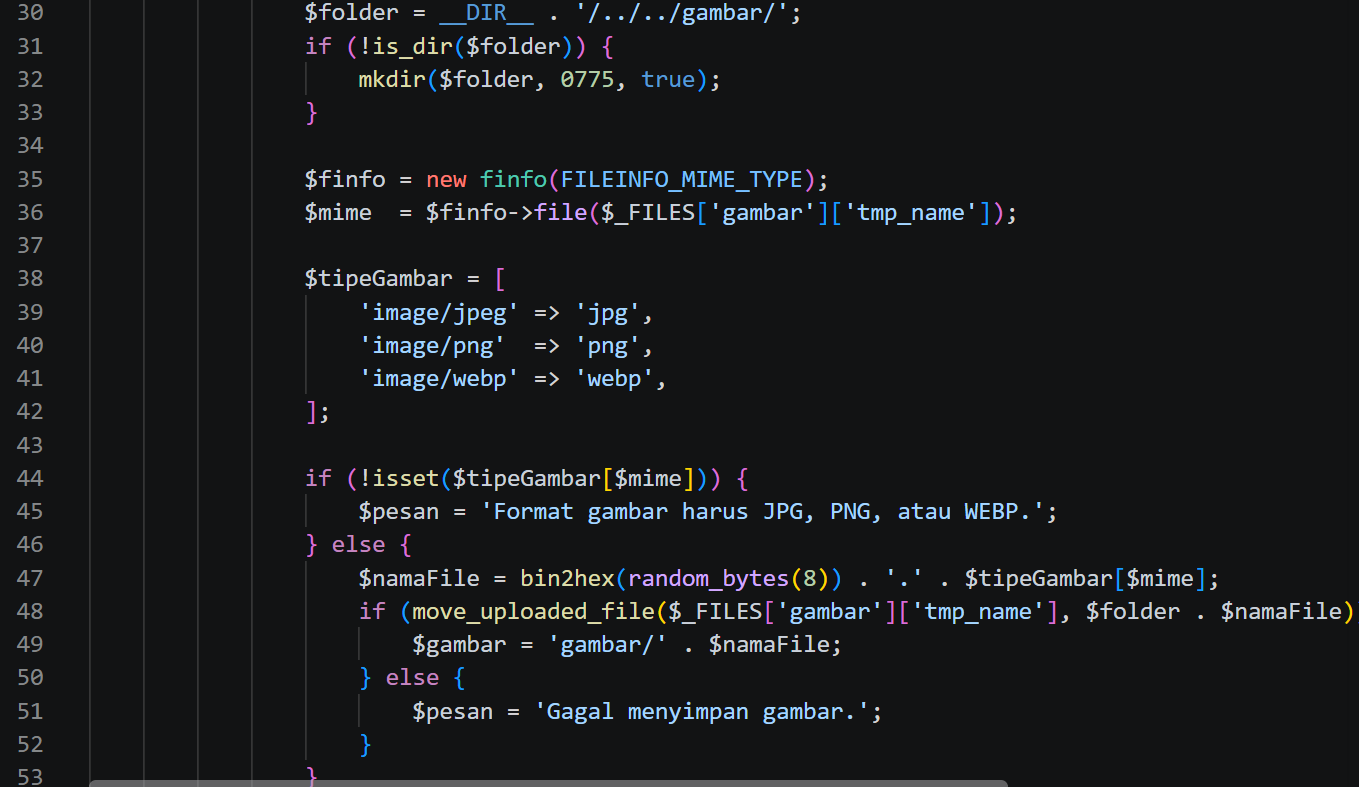 30 $folder = __DIR__ . '/../../gambar/';
31 if (!is_dir($folder)) {
32 mkdir($folder, 0775, true);
33 }
34
35 $finfo = new finfo(FILEINFO_MIME_TYPE);
36 $mime  = $finfo->file($_FILES['gambar']['tmp_name']);
37
38 $tipeGambar = [
39 'image/jpeg' => 'jpg',
40 'image/png'  => 'png',
41 'image/webp' => 'webp',
42 ];
43
44 if (!isset($tipeGambar[$mime])) {
45 $pesan = 'Format gambar harus JPG, PNG, atau WEBP.';
46 } else {
47 $namaFile = bin2hex(random_bytes(8)) . '.' . $tipeGambar[$mime];
48 if (move_uploaded_file($_FILES['gambar']['tmp_name'], $folder . $namaFile)
49 $gambar = 'gambar/' . $namaFile;
50 } else {
51 $pesan = 'Gagal menyimpan gambar.';
52 }
53 }